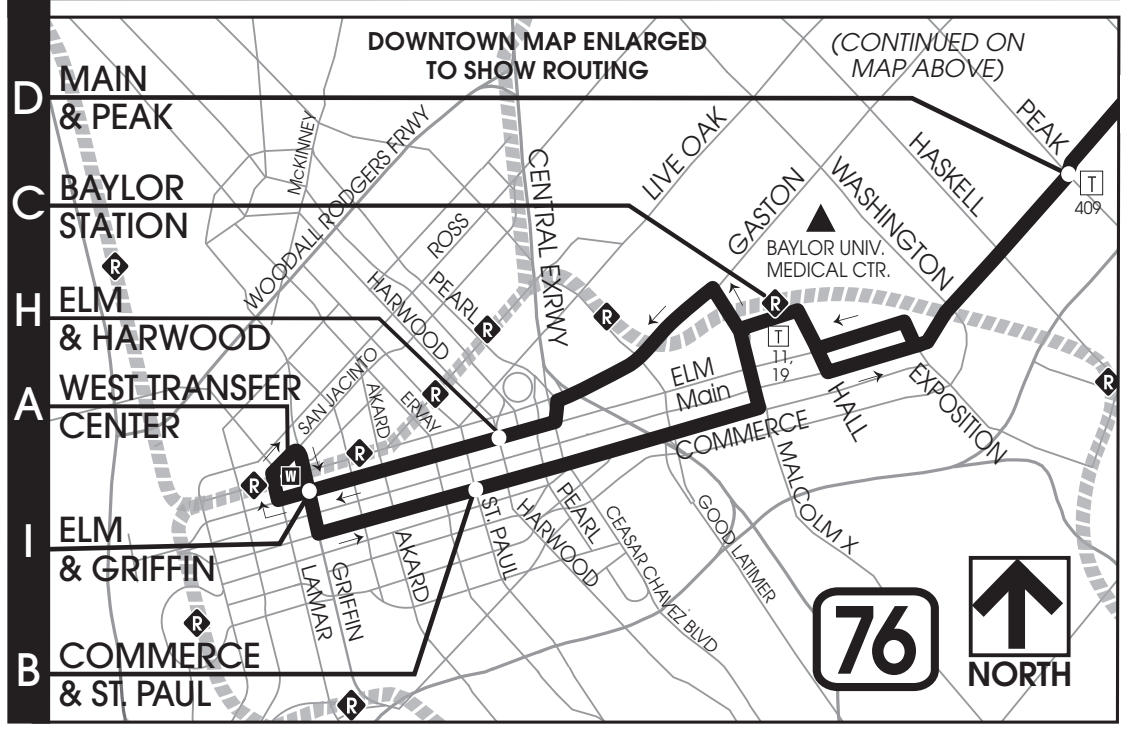 DOWNTOWN MAP ENLARGED
TO SHOW ROUTING
(CONTINUED ON
MAP ABOVE)
D
MAIN
& PEAK
C
BAYLOR
STATION
H
ELM
& HARWOOD
A
WEST TRANSFER
CENTER
I
ELM
& GRIFFIN
B
COMMERCE
& ST. PAUL
McKINNEY
WOODALL RODGERS FRWY
ROSS
HARWOOD
PEARL
CENTRAL EXRWY
LIVE OAK
GASTON
WASHINGTON
HASKELL
PEAK
T
409
BAYLOR UNIV.
MEDICAL CTR.
R
R
R
R
R
R
R
R
R
R
T
11,
19
SAN JACINTO
AKARD
ERVAY
W
ELM
Main
COMMERCE
HALL
EXPOSITION
MALCOLM X
GOOD LATIMER
CEASAR CHAVEZ BLVD
PEARL
HARWOOD
ST. PAUL
AKARD
GRIFFIN
LAMAR
76
NORTH